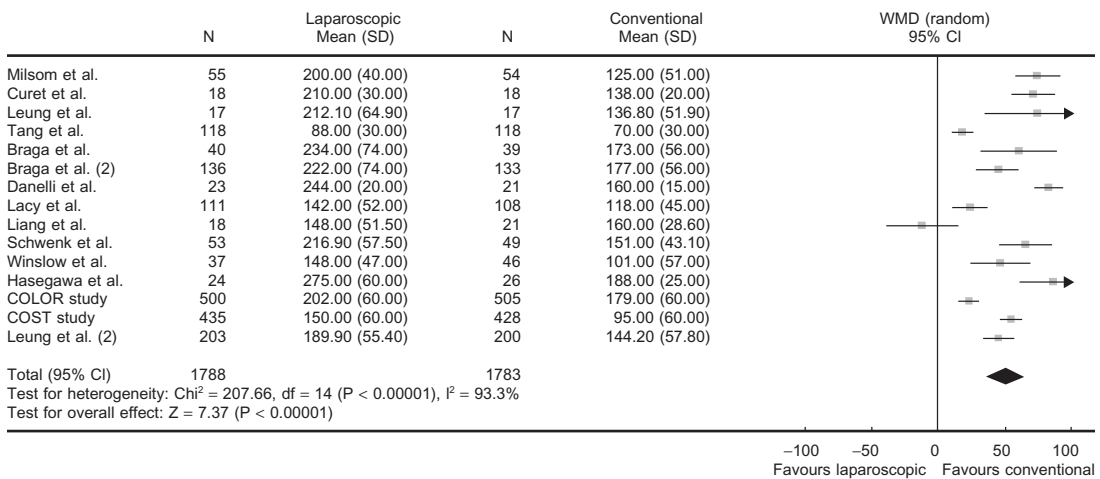 Laparoscopic Conventional WMD (random)
N Mean (SD) N Mean (SD) 95% CI
Milsom et al. 55 200.00 (40.00) 54 125.00 (51.00)
Curet et al. 18 210.00 (30.00) 18 138.00 (20.00)
Leung et al. 17 212.10 (64.90) 17 136.80 (51.90)
Tang et al. 118 88.00 (30.00) 118 70.00 (30.00)
Braga et al. 40 234.00 (74.00) 39 173.00 (56.00)
Braga et al. (2) 136 222.00 (74.00) 133 177.00 (56.00)
Danelli et al. 23 244.00 (20.00) 21 160.00 (15.00)
Lacy et al. 111 142.00 (52.00) 108 118.00 (45.00)
Liang et al. 18 148.00 (51.50) 21 160.00 (28.60)
Schwenk et al. 53 216.90 (57.50) 49 151.00 (43.10)
Winslow et al. 37 148.00 (47.00) 46 101.00 (57.00)
Hasegawa et al. 24 275.00 (60.00) 26 188.00 (25.00)
COLOR study 500 202.00 (60.00) 505 179.00 (60.00)
COST study 435 150.00 (60.00) 428 95.00 (60.00)
Leung et al. (2) 203 189.90 (55.40) 200 144.20 (57.80)
Total (95% CI) 1788 1783
Test for heterogeneity: Chi² = 207.66, df = 14 (P < 0.00001), I² = 93.3%
Test for overall effect: Z = 7.37 (P < 0.00001)
−100 −50 0 50 100
Favours laparoscopic Favours conventional